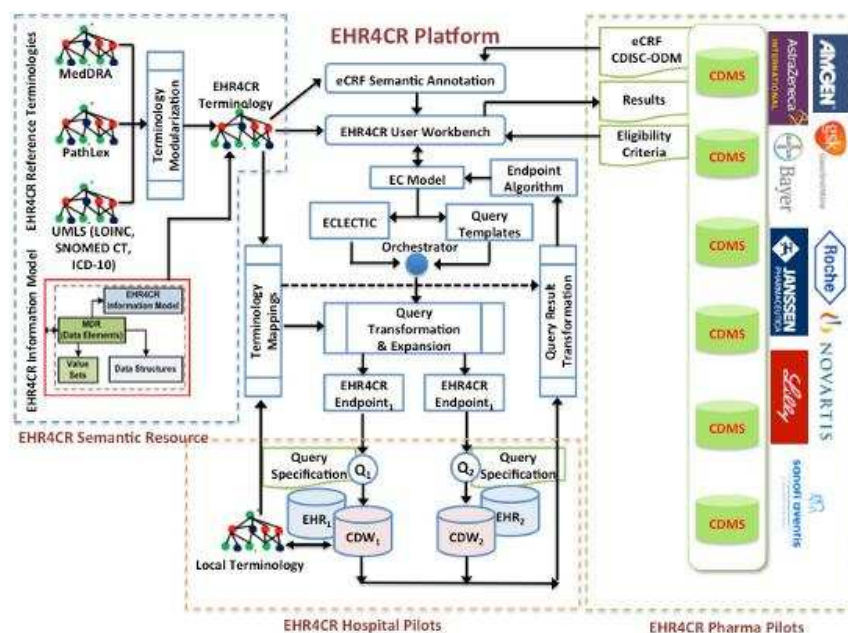 EHR4CR Platform
EHR4CR Reference Terminologies
MedDRA
PathLex
UMLS (LOINC,
SNOMED CT,
ICD-10)
Terminology
Modularization
EHR4CR
Terminology
EHR4CR Information Model
EHR4CR
Information Model
MDR
(Data Elements)
Value
Sets
Data Structures
EHR4CR Semantic Resource
eCRF Semantic Annotation
EHR4CR User Workbench
EC Model
Endpoint
Algorithm
ECLECTIC
Query
Templates
Orchestrator
Terminology
Mappings
Query
Transformation
& Expansion
Query Result
Transformation
EHR4CR
Endpoint1
EHR4CR
Endpoint1
Query
Specification
Q1
Q2
Query
Specification
EHR1
CDW1
EHR2
CDW2
Local Terminology
EHR4CR Hospital Pilots
eCRF
CDISC-ODM
Results
Eligibility
Criteria
CDMS
CDMS
CDMS
CDMS
CDMS
CDMS
AstraZeneca
INTERNATIONAL
AMGEN
gsk
GlaxoSmithKline
Bayer
JANSSEN
PHARMACEUTICA
Roche
NOVARTIS
Lilly
sanofi aventis
EHR4CR Pharma Pilots